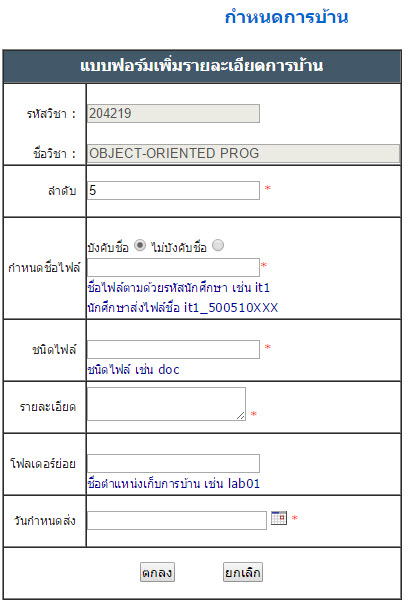 กำหนดการบ้าน
แบบฟอร์มเพิ่มรายละเอียดการบ้าน
รหัสวิชา : 204219
ชื่อวิชา : OBJECT-ORIENTED PROG
ลำดับ 5 *
บังคับชื่อ ไม่บังคับชื่อ
กำหนดชื่อไฟล์ *
ชื่อไฟล์ตามด้วยรหัสนักศึกษา เช่น it1
นักศึกษาส่งไฟล์ชื่อ it1_500510XXX
ชนิดไฟล์ *
ชนิดไฟล์ เช่น doc
รายละเอียด *
โฟลเดอร์ย่อย
ชื่อตำแหน่งเก็บการบ้าน เช่น lab01
วันกำหนดส่ง *
ตกลง ยกเลิก